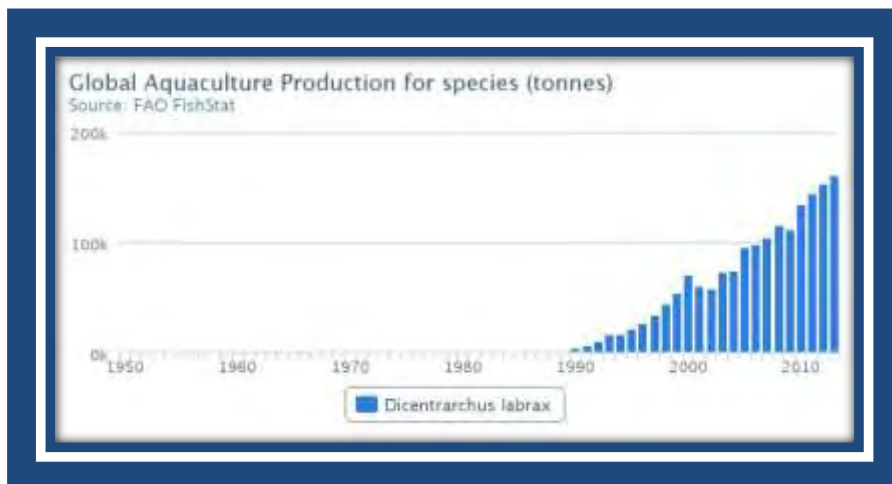 Global Aquaculture Production for species (tonnes)
Source: FAO FishStat
200k
100k
0k
1950 1960 1970 1980 1990 2000 2010
Dicentrarchus labrax